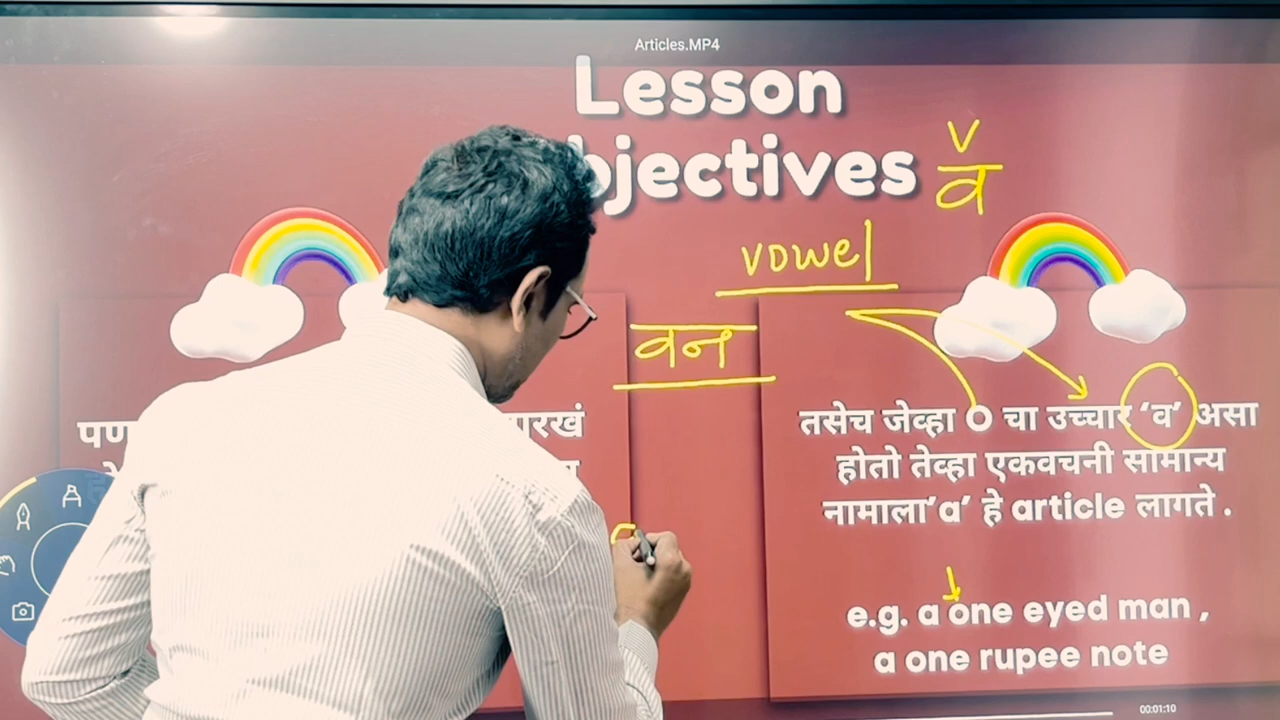 Articles.MP4
Lesson
bjectives
v
व
vowel
वन
पण
रखं
तसेच जेव्हा O चा उच्चार ‘व’ असा
होतो तेव्हा एकवचनी सामान्य
नामाला’a’ हे article लागते .
e.g. a one eyed man ,
a one rupee note
00:01:10